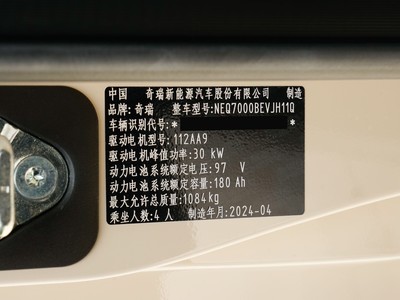 中国 奇瑞新能源汽车股份有限公司 制造
品牌:奇瑞 整车型号:NEQ7000BEVJH11Q
车辆识别代号:* *
驱动电机型号:112AA9
驱动电机峰值功率:30 kW
动力电池系统额定电压:97 V
动力电池系统额定容量:180 Ah
最大允许总质量:1084kg
乘坐人数:4 人 制造年月:2024-04